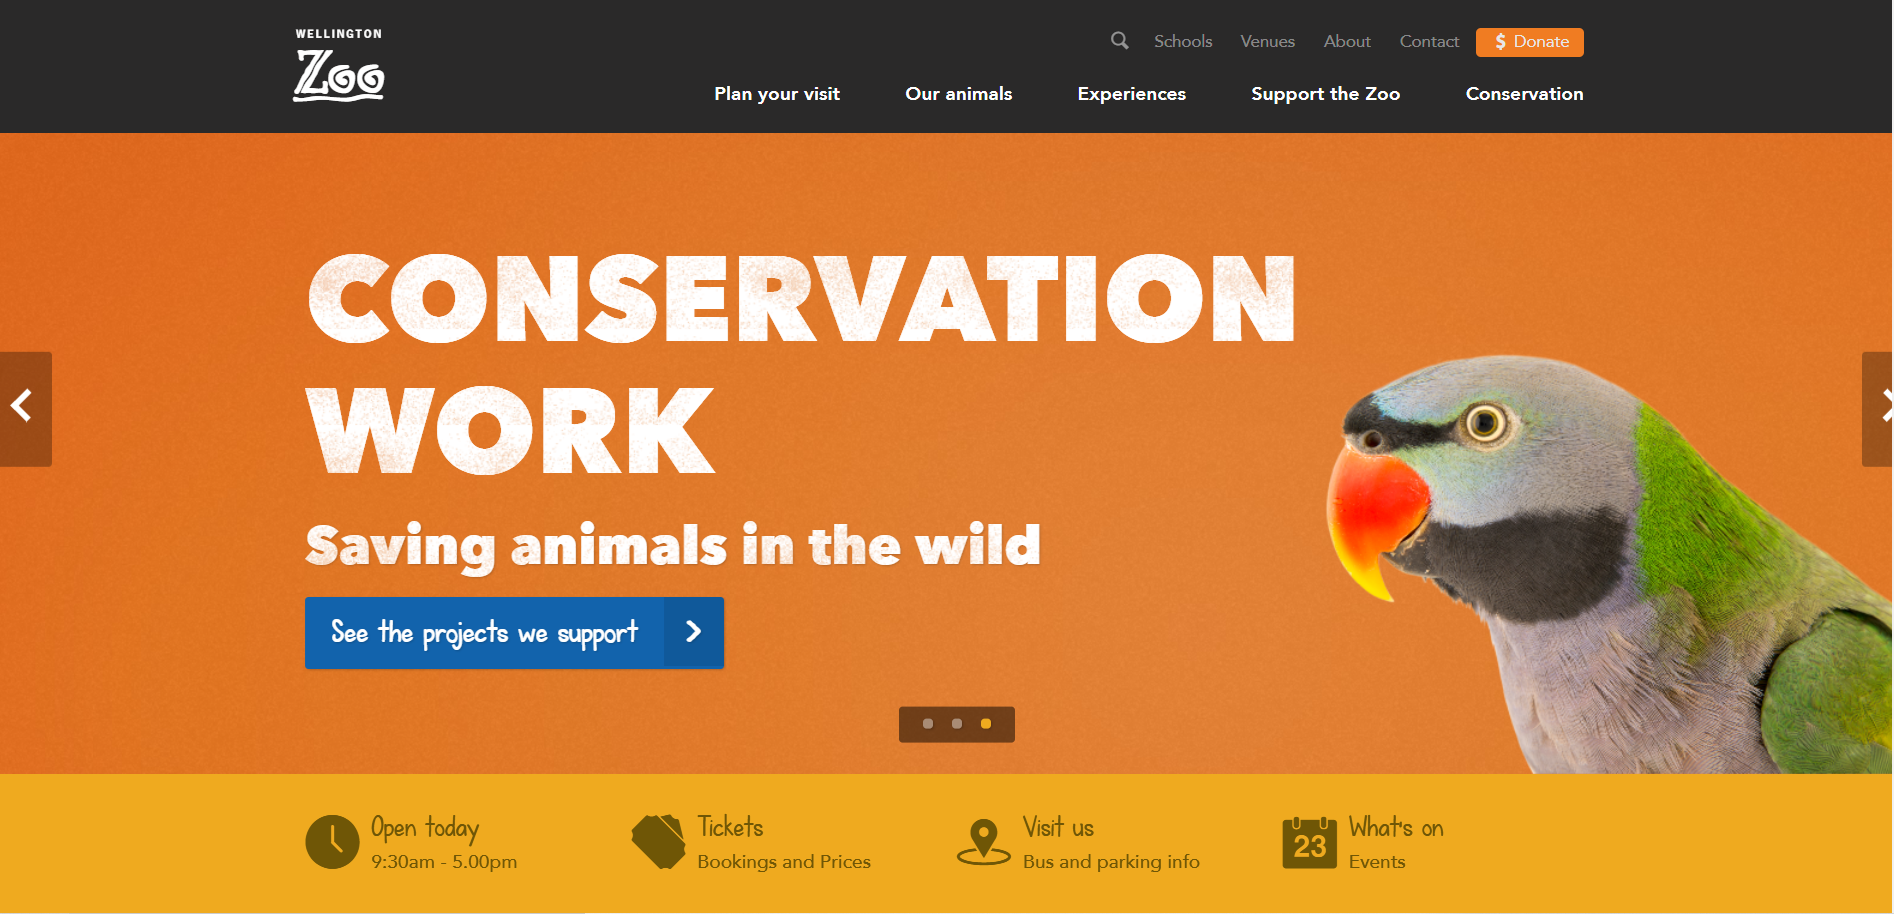 WELLINGTON
Zoo
Schools Venues About Contact $ Donate
Plan your visit Our animals Experiences Support the Zoo Conservation
CONSERVATION
WORK
Saving animals in the wild
See the projects we support
Open today
9:30am - 5.00pm
Tickets
Bookings and Prices
Visit us
Bus and parking info
23
What's on
Events